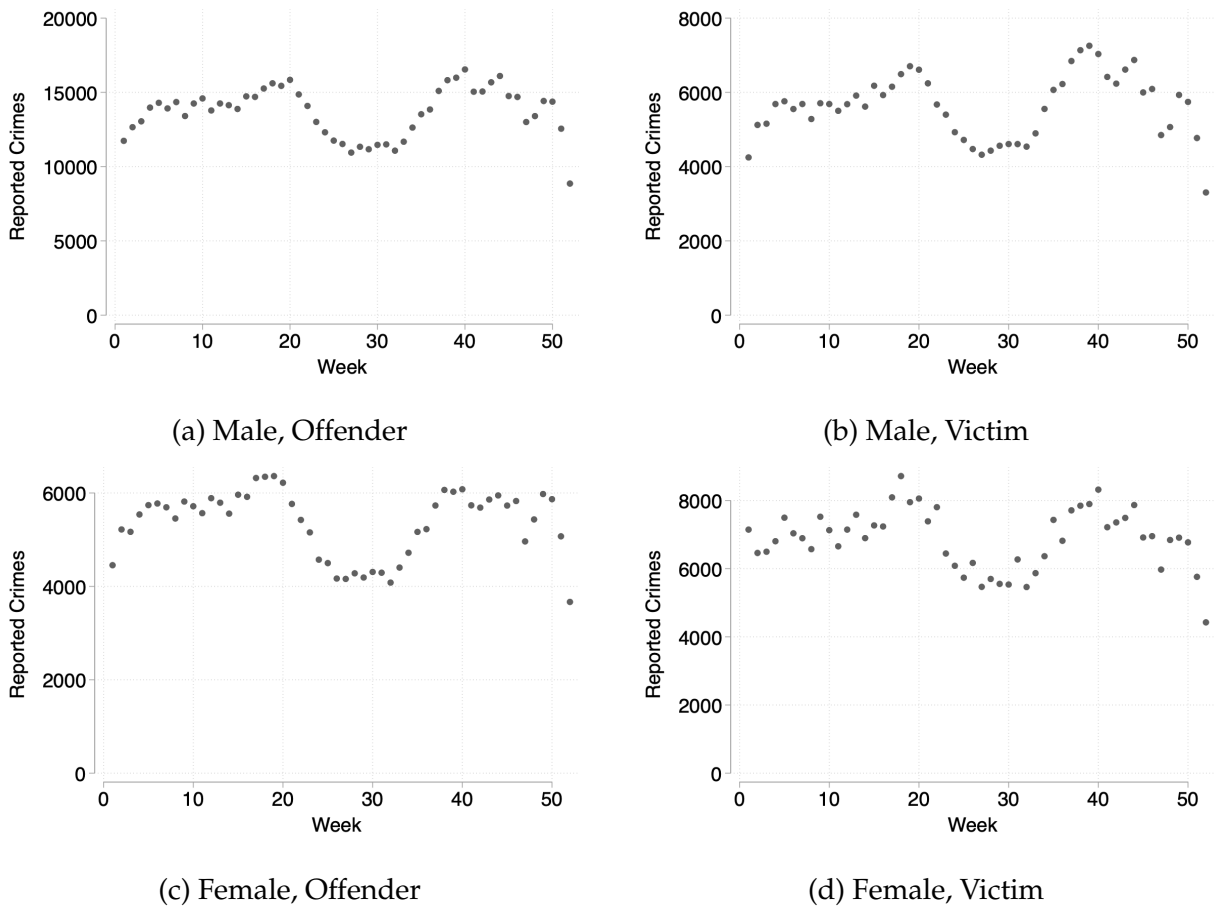 20000
15000
10000
5000
0
Reported Crimes
0 10 20 30 40 50
Week
(a) Male, Offender
8000
6000
4000
2000
0
Reported Crimes
0 10 20 30 40 50
Week
(b) Male, Victim
6000
4000
2000
0
Reported Crimes
0 10 20 30 40 50
Week
(c) Female, Offender
8000
6000
4000
2000
0
Reported Crimes
0 10 20 30 40 50
Week
(d) Female, Victim